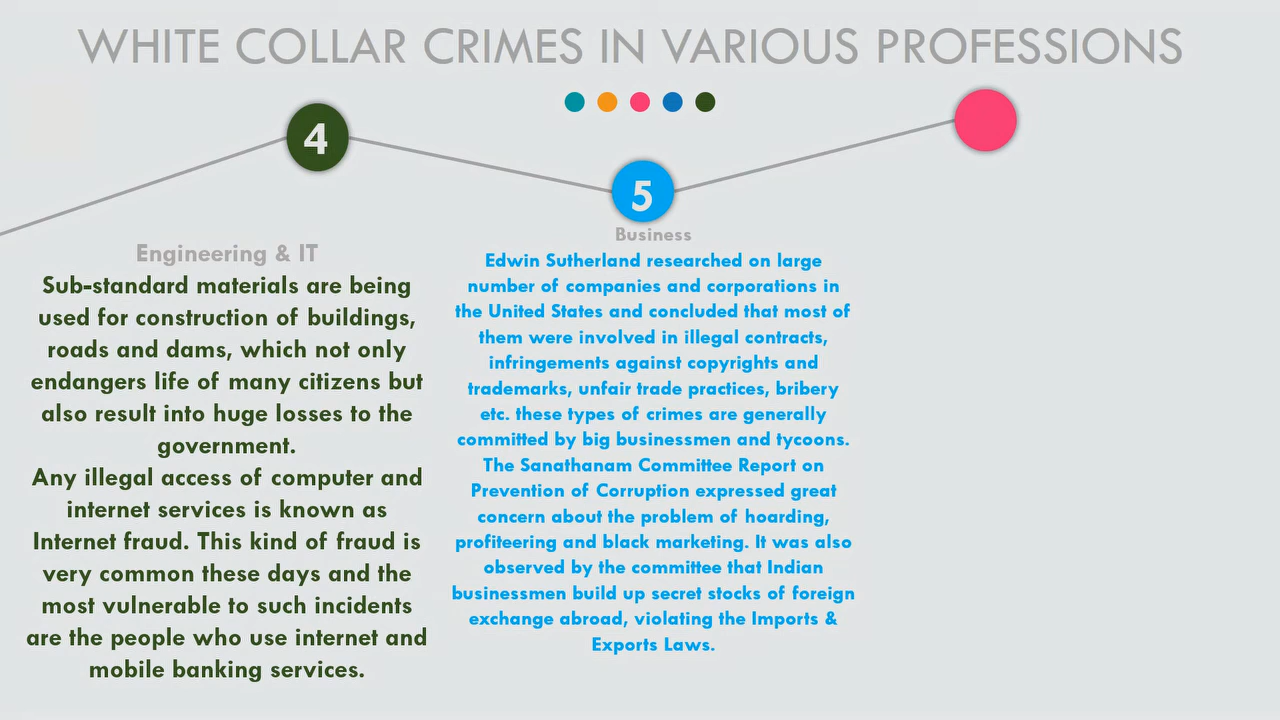 WHITE COLLAR CRIMES IN VARIOUS PROFESSIONS
4
Engineering & IT
Sub-standard materials are being
used for construction of buildings,
roads and dams, which not only
endangers life of many citizens but
also result into huge losses to the
government.
Any illegal access of computer and
internet services is known as
Internet fraud. This kind of fraud is
very common these days and the
most vulnerable to such incidents
are the people who use internet and
mobile banking services.
5
Business
Edwin Sutherland researched on large
number of companies and corporations in
the United States and concluded that most of
them were involved in illegal contracts,
infringements against copyrights and
trademarks, unfair trade practices, bribery
etc. these types of crimes are generally
committed by big businessmen and tycoons.
The Sanathanam Committee Report on
Prevention of Corruption expressed great
concern about the problem of hoarding,
profiteering and black marketing. It was also
observed by the committee that Indian
businessmen build up secret stocks of foreign
exchange abroad, violating the Imports &
Exports Laws.